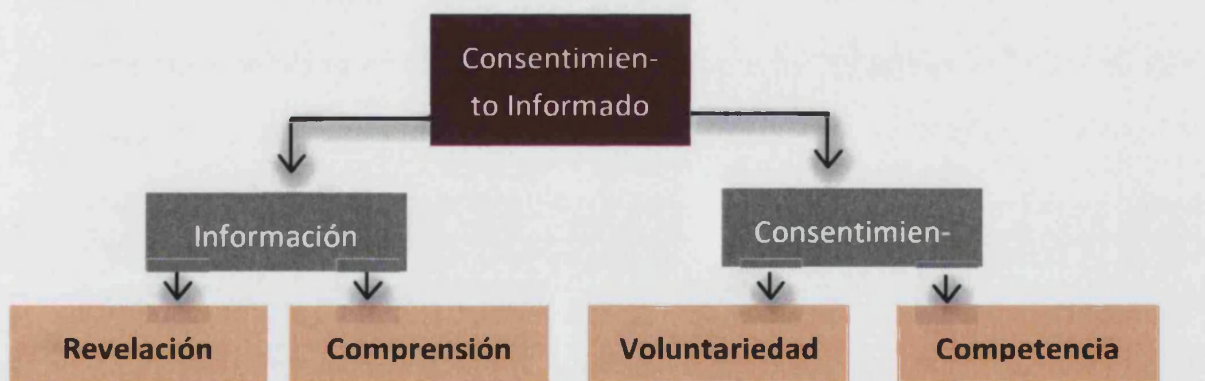 Consentimien-
to Informado
Información
Consentimien-
Revelación
Comprensión
Voluntariedad
Competencia